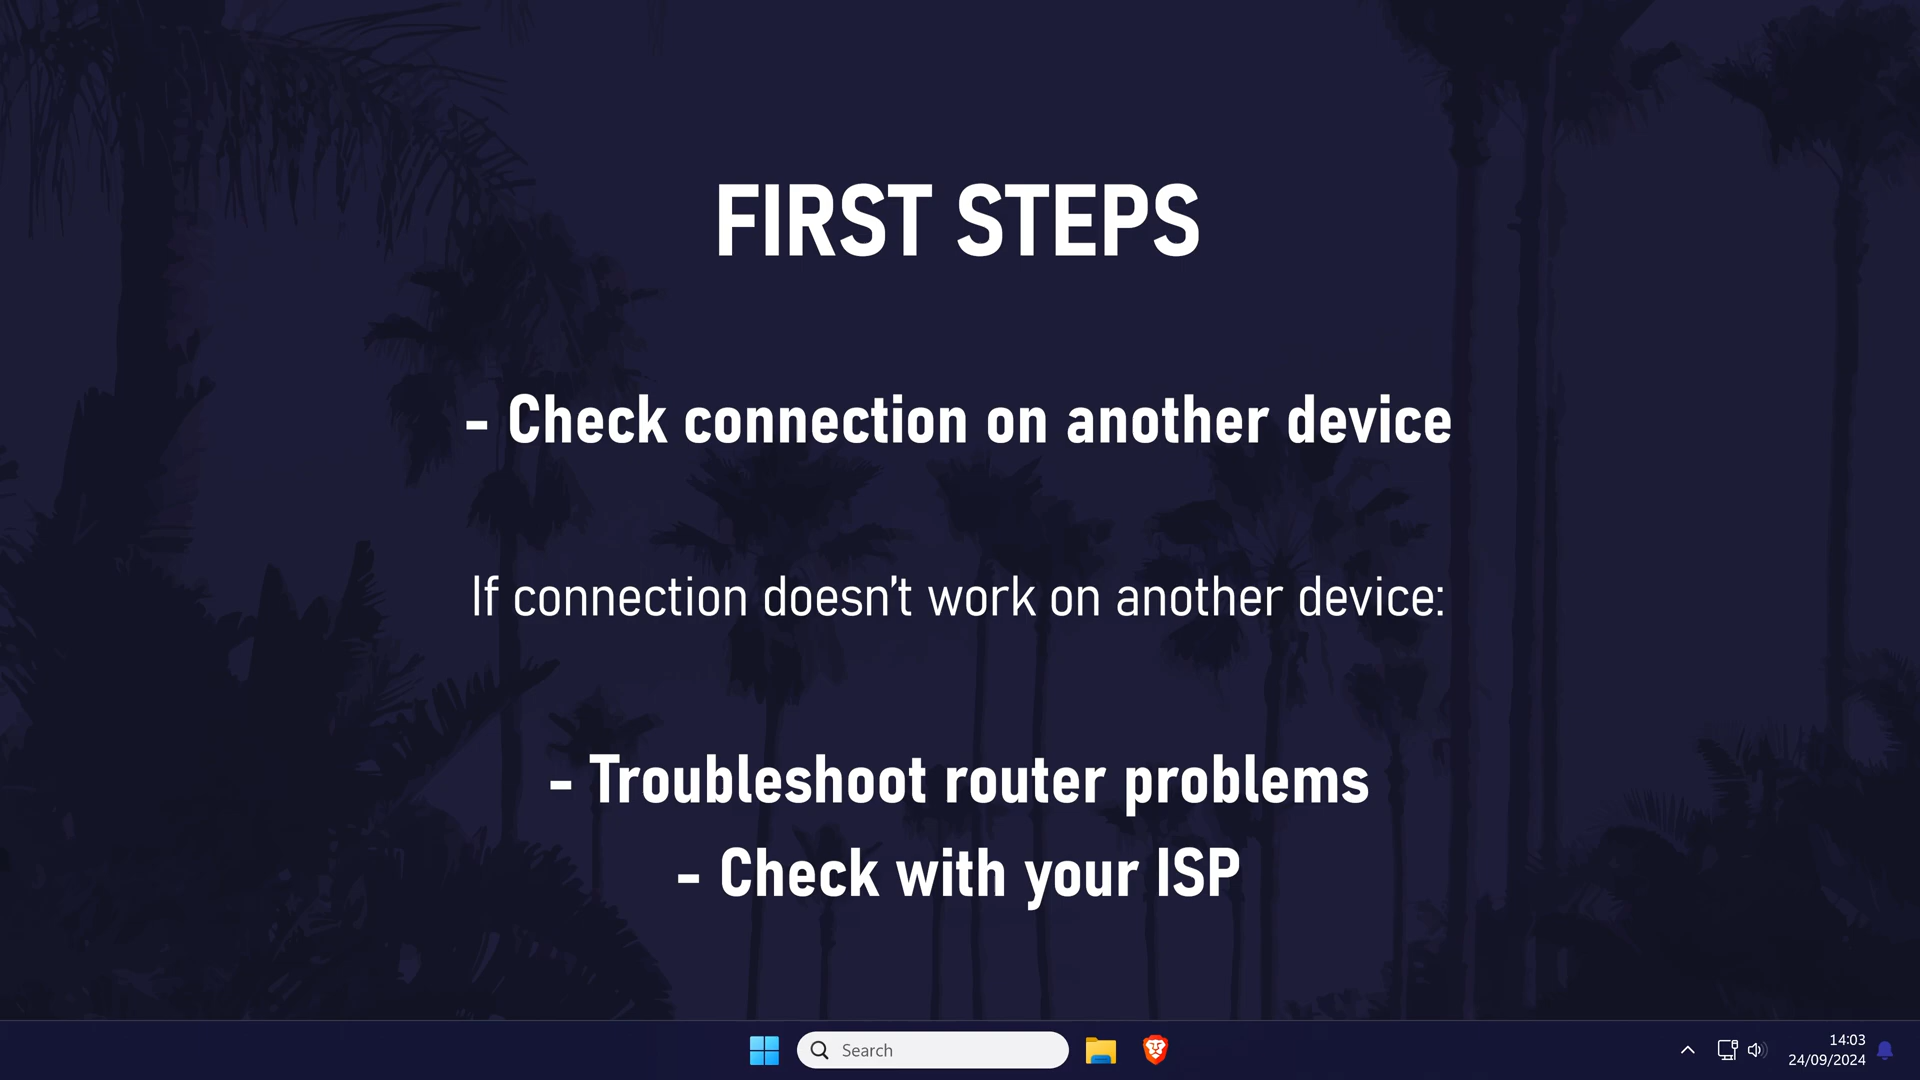 FIRST STEPS
- Check connection on another device
If connection doesn't work on another device:
- Troubleshoot router problems
- Check with your ISP
Search
14:03
24/09/2024